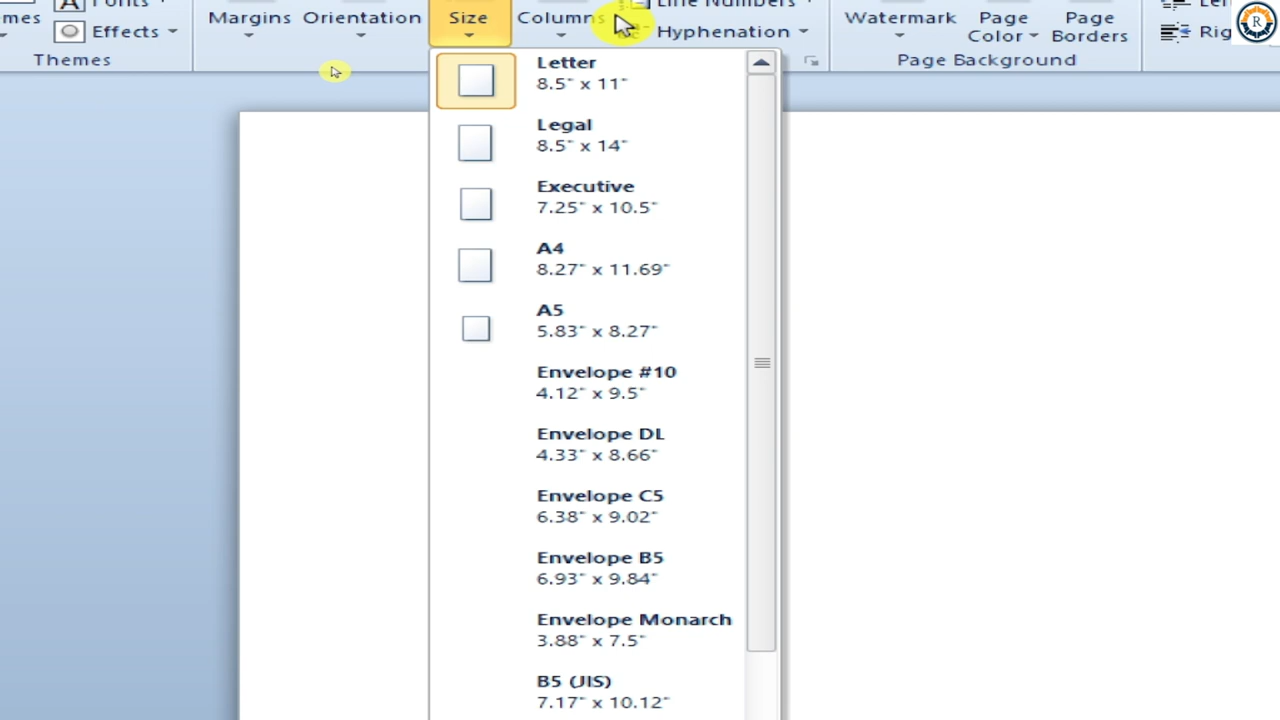 Margins Orientation Size Columns
Hyphenation
Watermark Page Color Page Borders
Effects
Themes
Page Background
Letter
8.5" x 11"
Legal
8.5" x 14"
Executive
7.25" x 10.5"
A4
8.27" x 11.69"
A5
5.83" x 8.27"
Envelope #10
4.12" x 9.5"
Envelope DL
4.33" x 8.66"
Envelope C5
6.38" x 9.02"
Envelope B5
6.93" x 9.84"
Envelope Monarch
3.88" x 7.5"
B5 (JIS)
7.17" x 10.12"
R